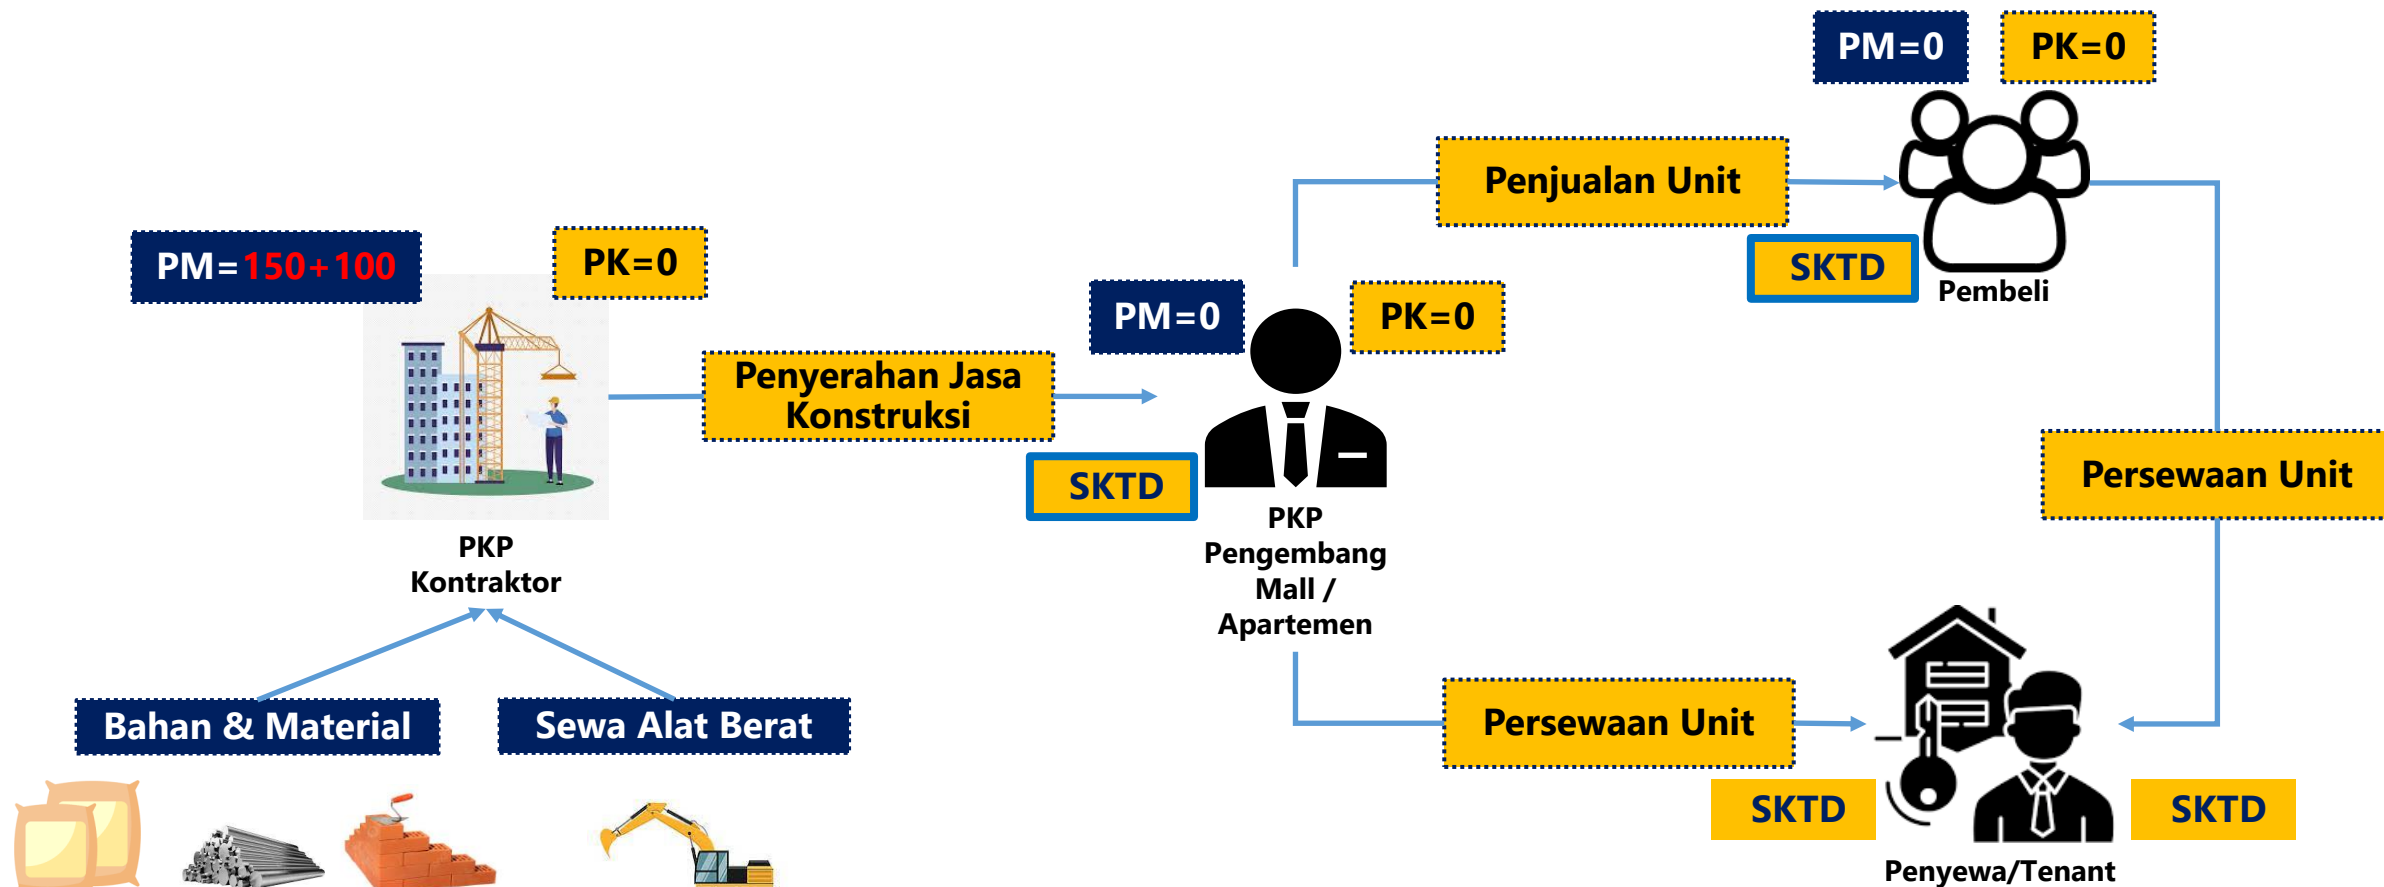 PM=0
PK=0
Penjualan Unit
SKTD
Pembeli
PM=150+100
PK=0
PM=0
PK=0
Penyerahan Jasa
Konstruksi
SKTD
PKP
Kontraktor
PKP
Pengembang
Mall /
Apartemen
Persewaan Unit
Bahan & Material
Sewa Alat Berat
Persewaan Unit
SKTD
SKTD
Penyewa/Tenant